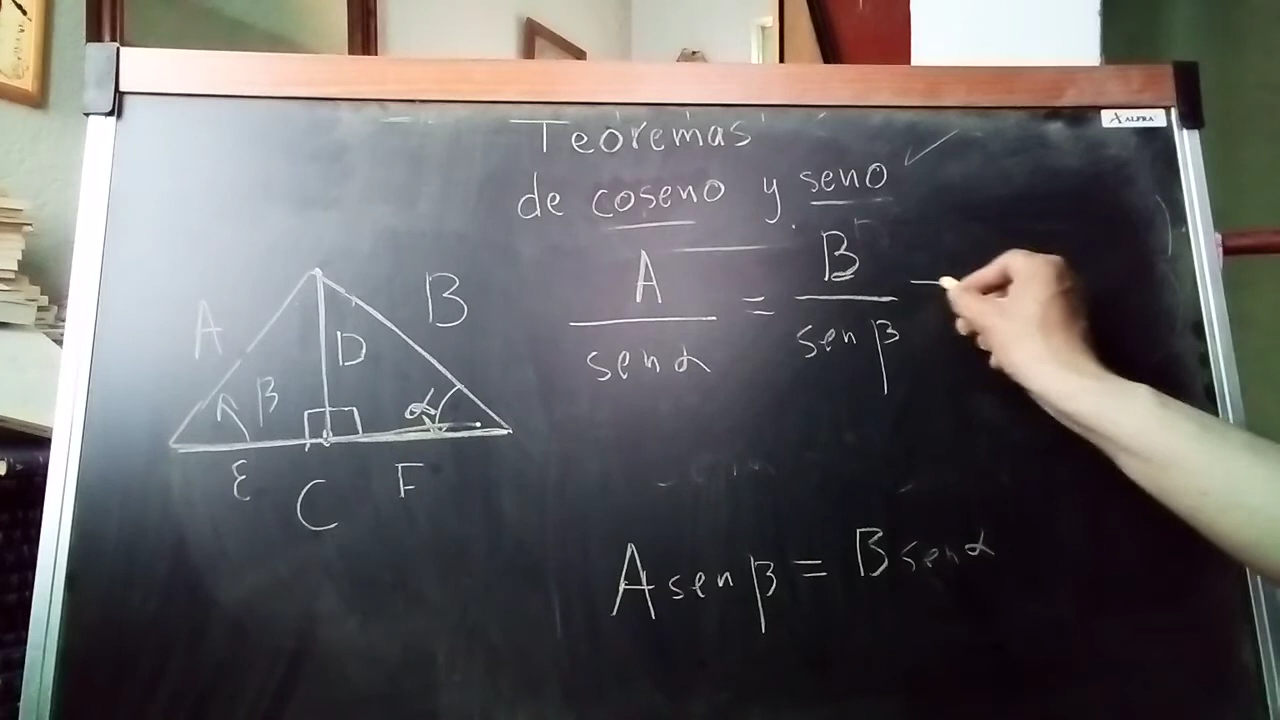 ALFRA
Teoremas
de coseno y seno
A / sen α = B / sen β
A
B
D
β
α
E
F
C
A sen β = B sen α